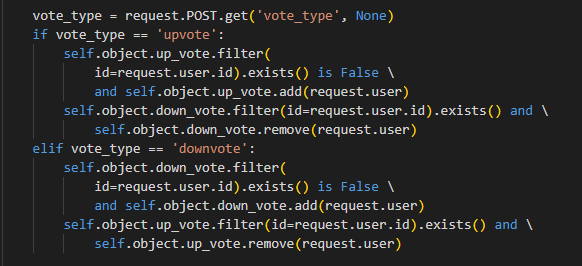 vote_type = request.POST.get('vote_type', None)
if vote_type == 'upvote':
    self.object.up_vote.filter(
        id=request.user.id).exists() is False \
        and self.object.up_vote.add(request.user)
    self.object.down_vote.filter(id=request.user.id).exists() and \
        self.object.down_vote.remove(request.user)
elif vote_type == 'downvote':
    self.object.down_vote.filter(
        id=request.user.id).exists() is False \
        and self.object.down_vote.add(request.user)
    self.object.up_vote.filter(id=request.user.id).exists() and \
        self.object.up_vote.remove(request.user)